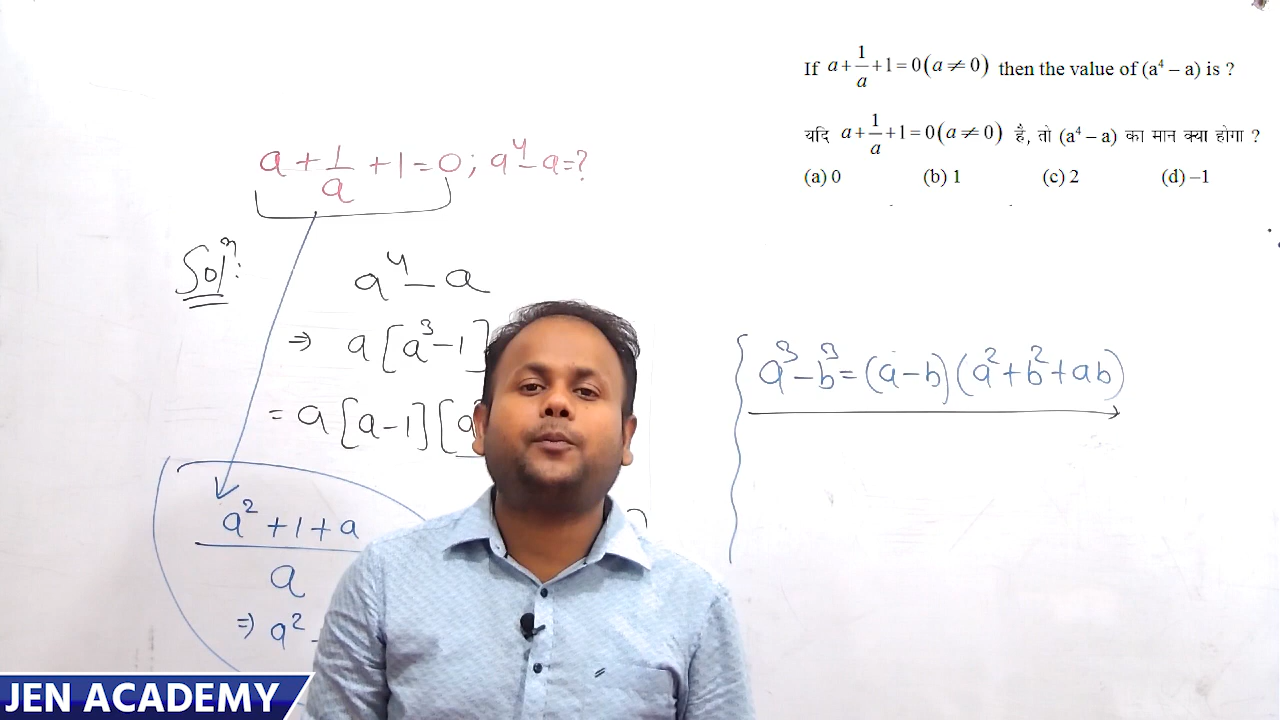 If a + 1/a + 1 = 0 (a ≠ 0) then the value of (a⁴ – a) is ?
यदि a + 1/a + 1 = 0 (a ≠ 0) है, तो (a⁴ – a) का मान क्या होगा ?
(a) 0 (b) 1 (c) 2 (d) –1
a + 1/a + 1 = 0 ; a⁴ - a = ?
Solⁿ:
a⁴ - a
⇒ a [a³ - 1]
= a [a - 1] [a
a³ - b³ = (a - b) (a² + b² + ab)
a² + 1 + a
a
⇒ a² -
JEN ACADEMY